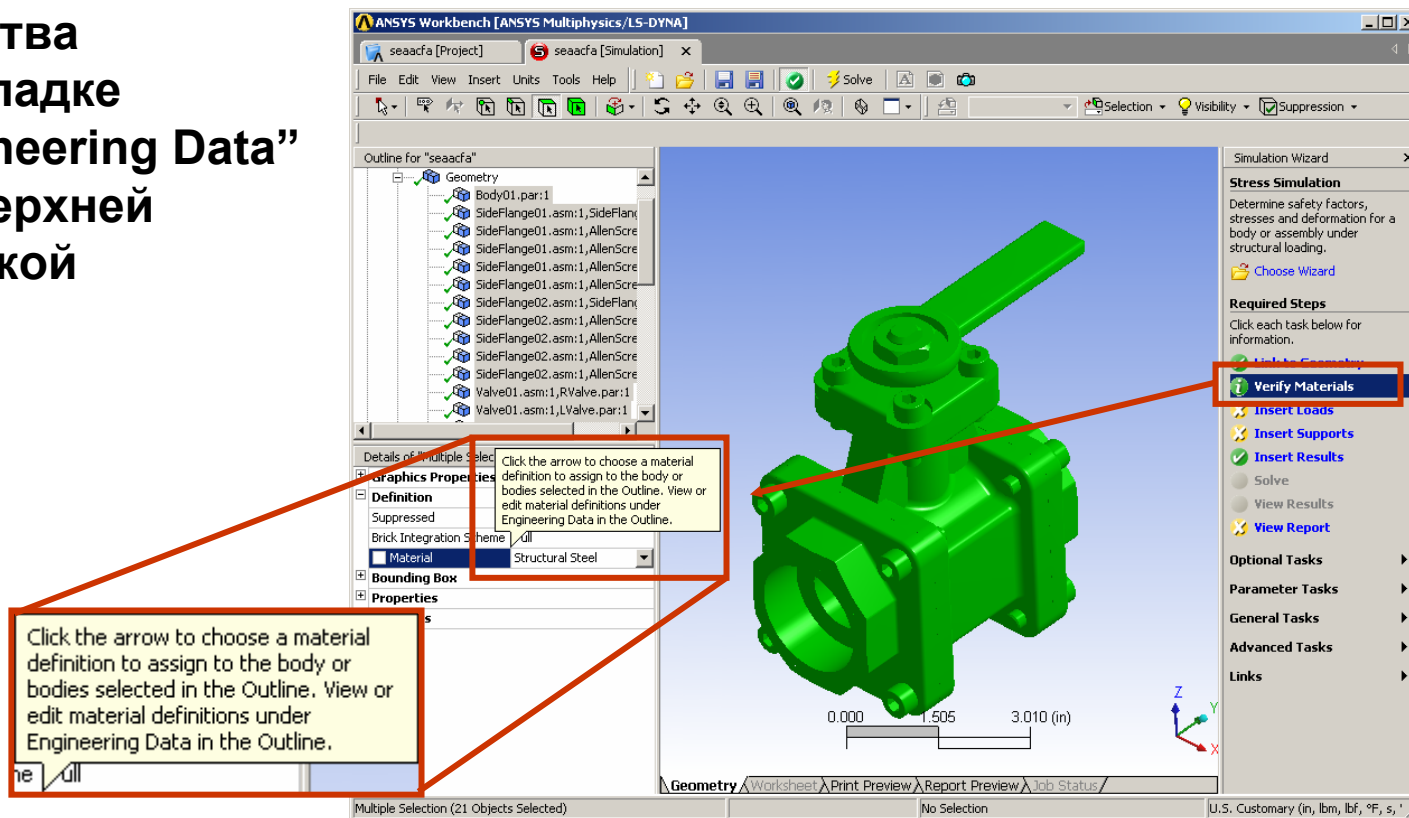 тва
ладке
neering Data”
ерхней
кой
ANSYS Workbench [ANSYS Multiphysics/LS-DYNA]
seaacfa [Project]
seaacfa [Simulation]
File Edit View Insert Units Tools Help
Solve
Selection
Visibility
Suppression
Outline for "seaacfa"
Geometry
Body01.par:1
SideFlange01.asm:1,SideFlan
SideFlange01.asm:1,AllenScre
SideFlange01.asm:1,AllenScre
SideFlange01.asm:1,AllenScre
SideFlange01.asm:1,AllenScre
SideFlange02.asm:1,SideFlan
SideFlange02.asm:1,AllenScre
SideFlange02.asm:1,AllenScre
SideFlange02.asm:1,AllenScre
SideFlange02.asm:1,AllenScre
Valve01.asm:1,RValve.par:1
Valve01.asm:1,LValve.par:1
Details of "Multiple Selec
Graphics Properties
Definition
Suppressed
Brick Integration Scheme
Material Structural Steel
Bounding Box
Properties
s
Click the arrow to choose a material
definition to assign to the body or
bodies selected in the Outline. View or
edit material definitions under
Engineering Data in the Outline.
ull
Click the arrow to choose a material
definition to assign to the body or
bodies selected in the Outline. View or
edit material definitions under
Engineering Data in the Outline.
ne ull
0.000 1.505 3.010 (in)
Z
Y
X
Geometry Worksheet Print Preview Report Preview Job Status
Simulation Wizard
Stress Simulation
Determine safety factors,
stresses and deformation for a
body or assembly under
structural loading.
Choose Wizard
Required Steps
Click each task below for
information.
Link to Geometry
Verify Materials
Insert Loads
Insert Supports
Insert Results
Solve
View Results
View Report
Optional Tasks
Parameter Tasks
General Tasks
Advanced Tasks
Links
Multiple Selection (21 Objects Selected)
No Selection
U.S. Customary (in, lbm, lbf, °F, s, '